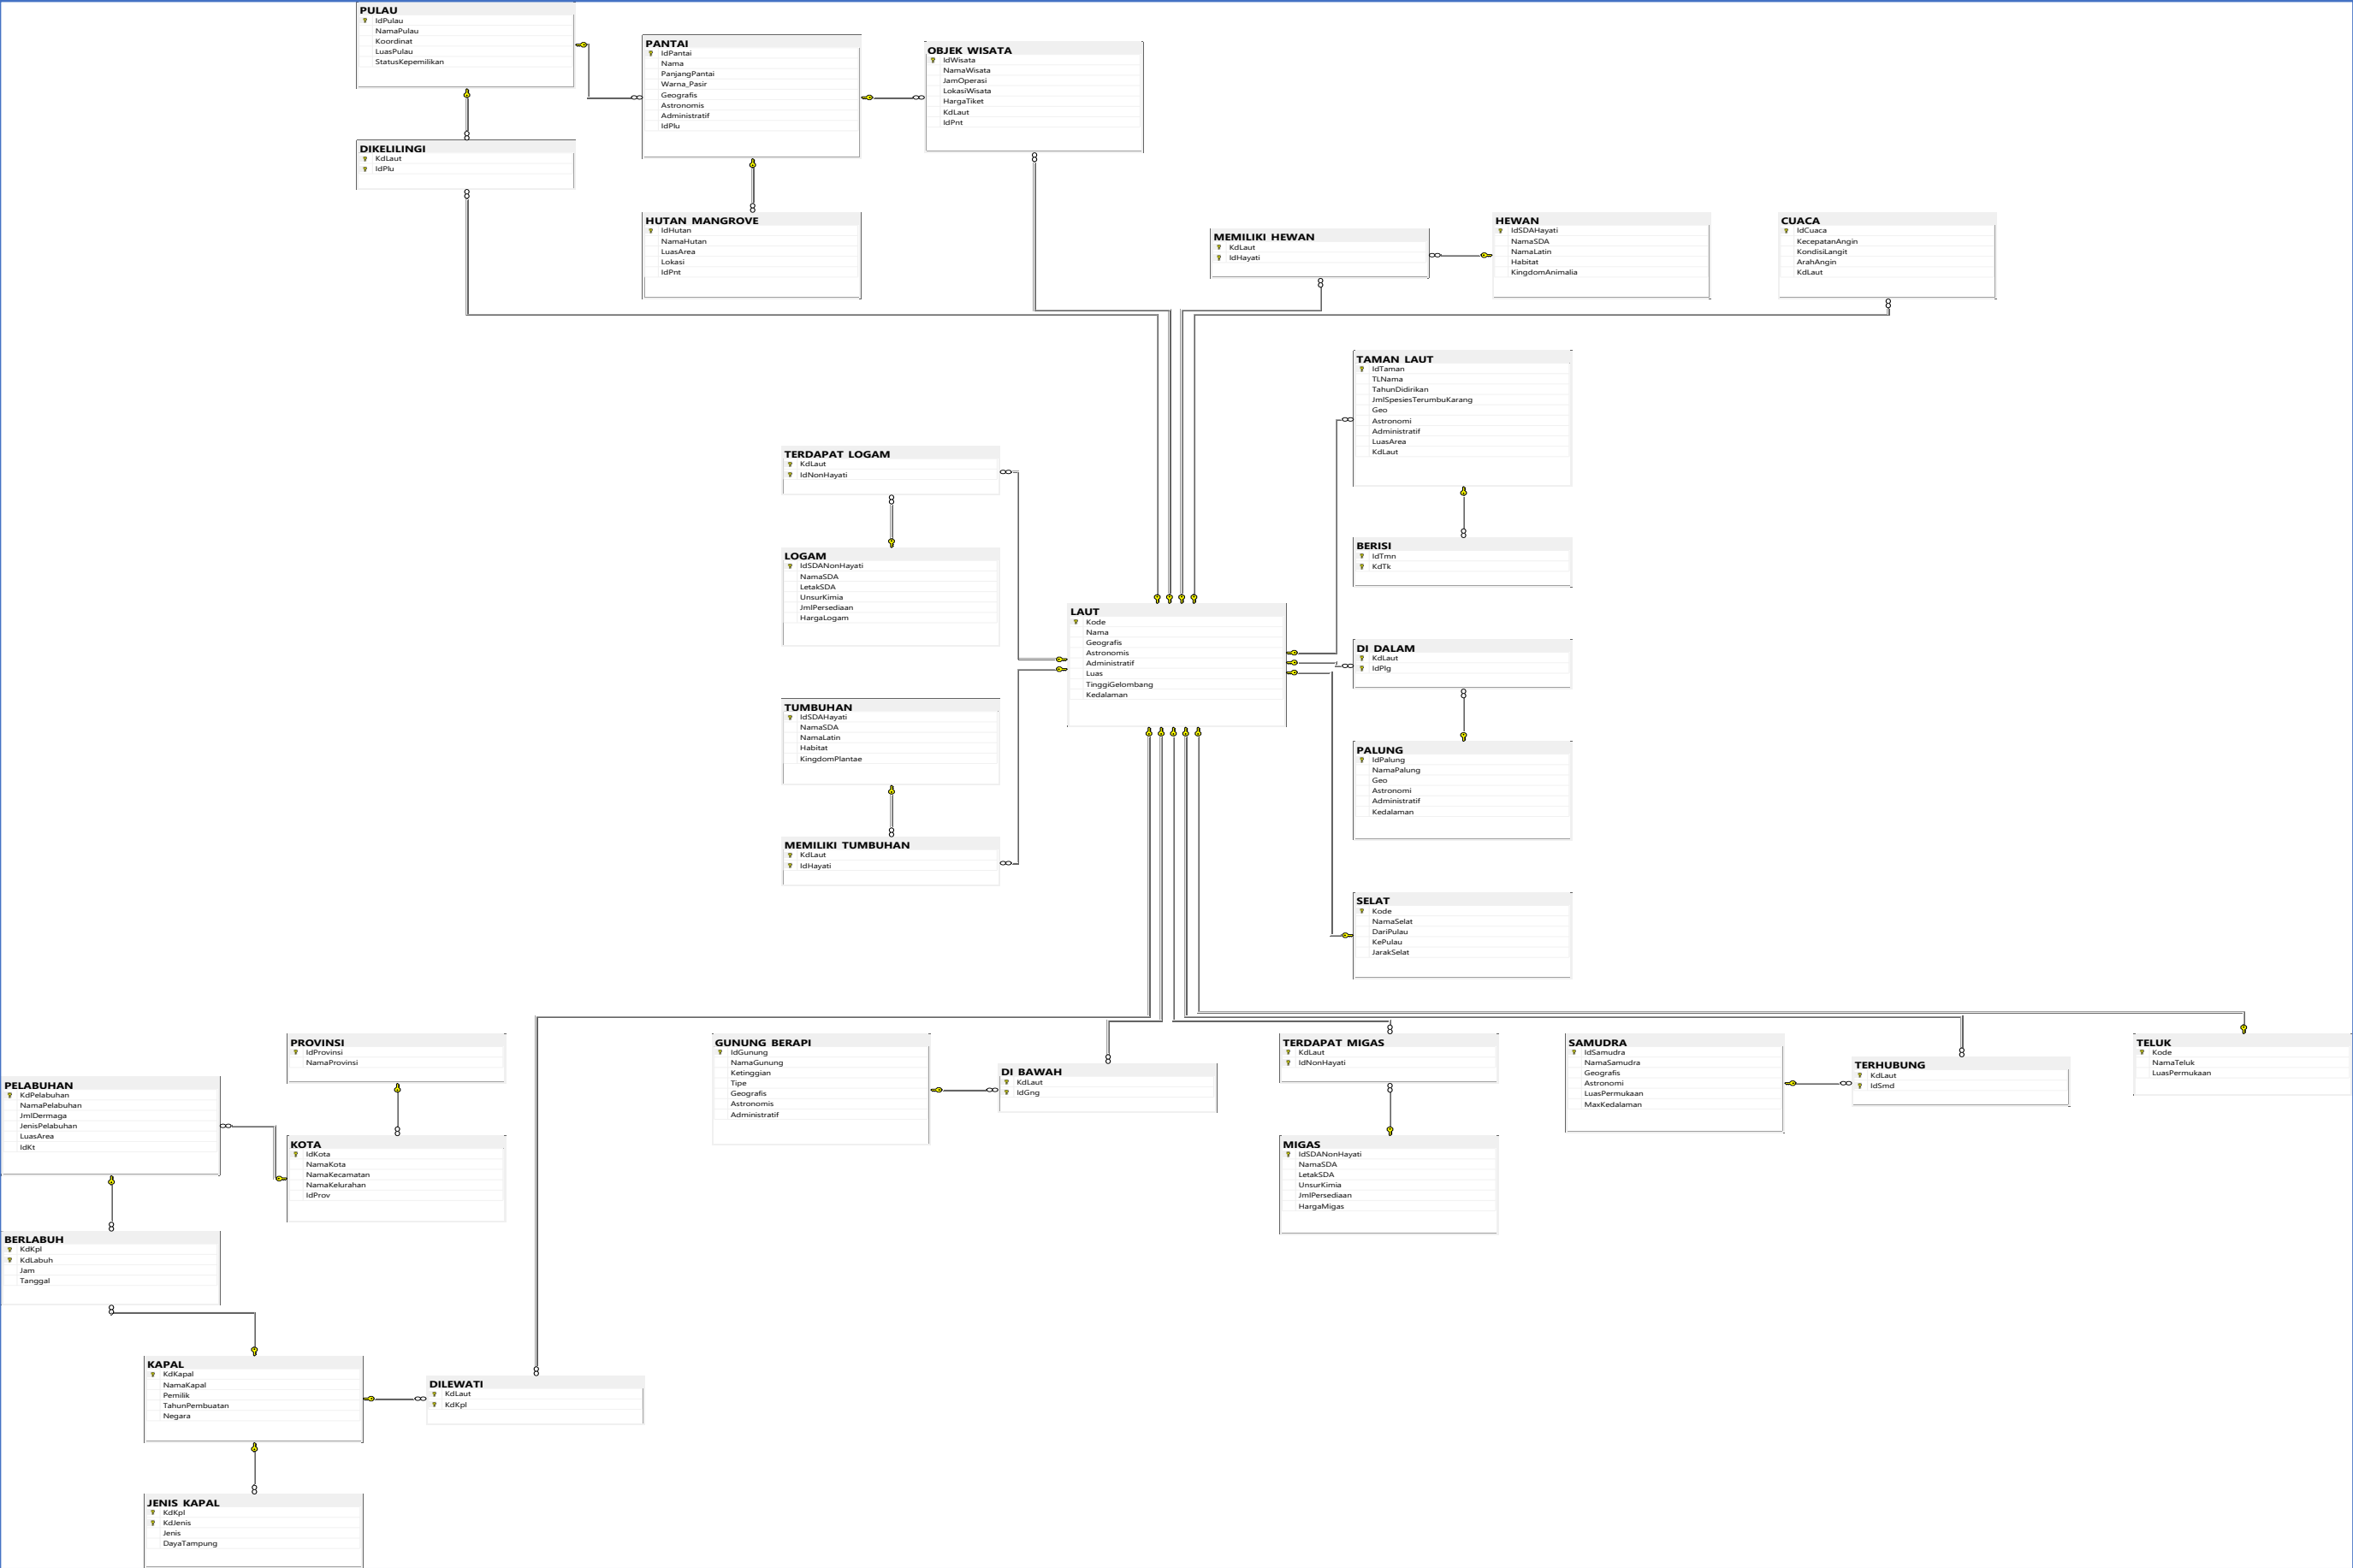 PULAU
IdPulau
NamaPulau
Koordinat
LuasPulau
StatusKepemilikan
PANTAI
IdPantai
Nama
PanjangPantai
Warna_Pasir
Geografis
Astronomis
Administratif
IdPlu
OBJEK WISATA
IdWisata
NamaWisata
JamOperasi
LokasiWisata
HargaTiket
KdLaut
IdPnt
DIKELILINGI
KdLaut
IdPlu
HUTAN MANGROVE
IdHutan
NamaHutan
LuasArea
Lokasi
IdPnt
MEMILIKI HEWAN
KdLaut
IdHayati
HEWAN
IdSDAHayati
NamaSDA
NamaLatin
Habitat
KingdomAnimalia
CUACA
IdCuaca
KecepatanAngin
KondisiLangit
ArahAngin
KdLaut
TAMAN LAUT
IdTaman
TLNama
TahunDidirikan
JmlSpesiesTerumbuKarang
Geo
Astronomi
Administratif
LuasArea
KdLaut
TERDAPAT LOGAM
KdLaut
IdNonHayati
BERISI
IdTmn
KdTk
LOGAM
IdSDANonHayati
NamaSDA
LetakSDA
UnsurKimia
JmlPersediaan
HargaLogam
LAUT
Kode
Nama
Geografis
Astronomis
Administratif
Luas
TinggiGelombang
Kedalaman
DI DALAM
KdLaut
IdPlg
TUMBUHAN
IdSDAHayati
NamaSDA
NamaLatin
Habitat
KingdomPlantae
PALUNG
IdPalung
NamaPalung
Geo
Astronomi
Administratif
Kedalaman
MEMILIKI TUMBUHAN
KdLaut
IdHayati
SELAT
Kode
NamaSelat
DariPulau
KePulau
JarakSelat
PROVINSI
IdProvinsi
NamaProvinsi
GUNUNG BERAPI
IdGunung
NamaGunung
Ketinggian
Tipe
Geografis
Astronomis
Administratif
DI BAWAH
KdLaut
IdGng
TERDAPAT MIGAS
KdLaut
IdNonHayati
SAMUDRA
IdSamudra
NamaSamudra
Geografis
Astronomi
LuasPermukaan
MaxKedalaman
TERHUBUNG
KdLaut
IdSmd
TELUK
Kode
NamaTeluk
LuasPermukaan
PELABUHAN
KdPelabuhan
NamaPelabuhan
JmlDermaga
JenisPelabuhan
LuasArea
IdKt
KOTA
IdKota
NamaKota
NamaKecamatan
NamaKelurahan
IdProv
MIGAS
IdSDANonHayati
NamaSDA
LetakSDA
UnsurKimia
JmlPersediaan
HargaMigas
BERLABUH
KdKpl
KdLabuh
Jam
Tanggal
KAPAL
KdKapal
NamaKapal
Pemilik
TahunPembuatan
Negara
DILEWATI
KdLaut
KdKpl
JENIS KAPAL
KdKpl
KdJenis
Jenis
DayaTampung